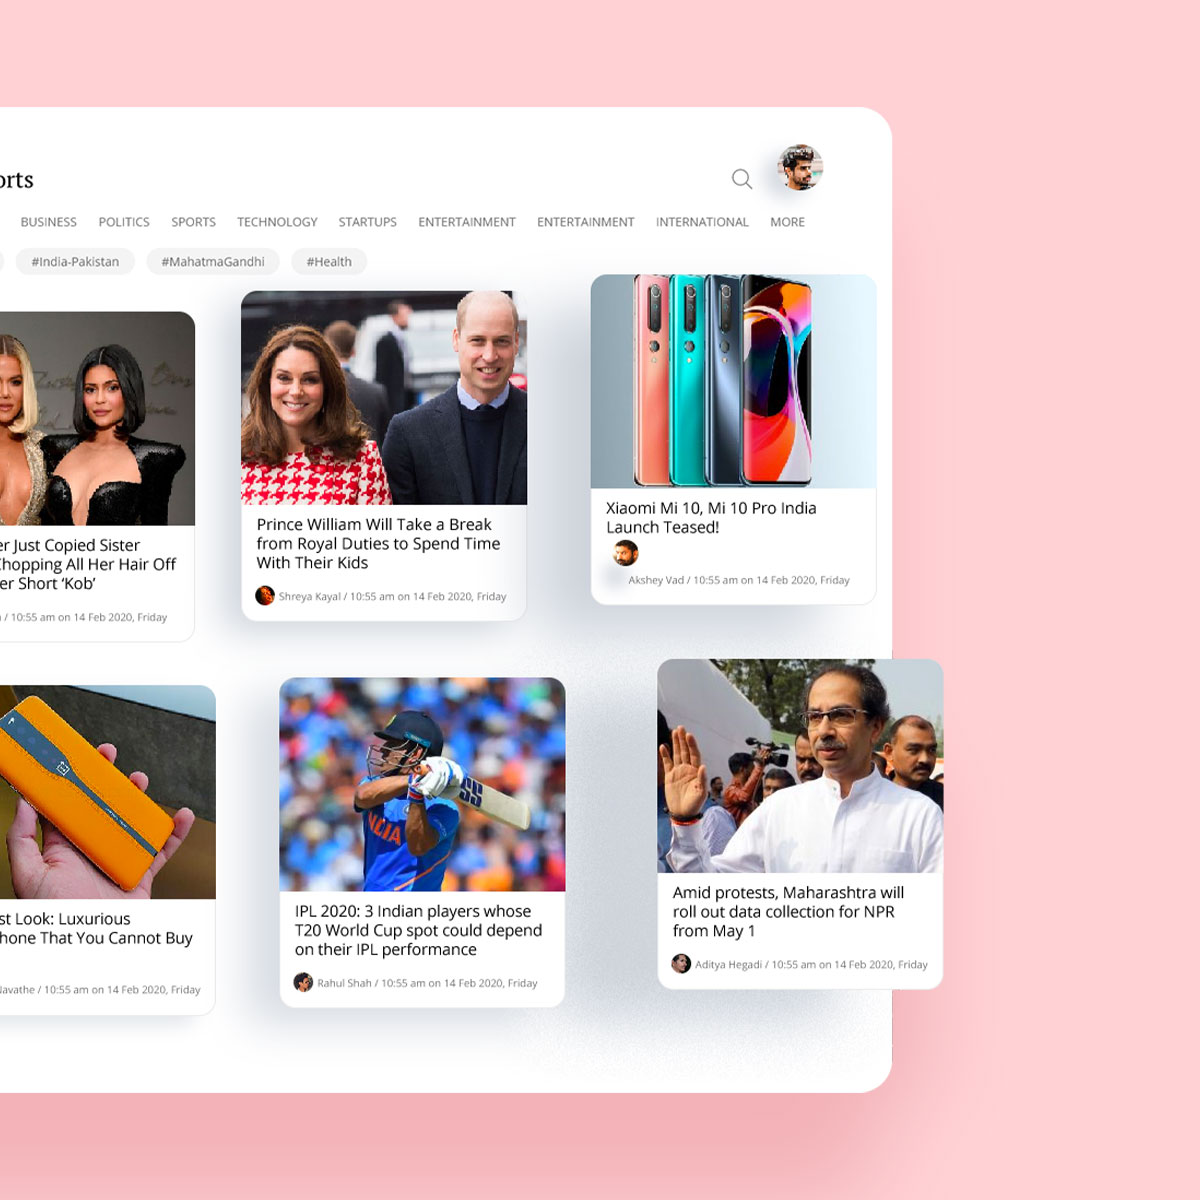 orts
BUSINESS POLITICS SPORTS TECHNOLOGY STARTUPS ENTERTAINMENT ENTERTAINMENT INTERNATIONAL MORE
#India-Pakistan #MahatmaGandhi #Health
er Just Copied Sister
Chopping All Her Hair Off
er Short ‘Kob’
/ 10:55 am on 14 Feb 2020, Friday
Prince William Will Take a Break
from Royal Duties to Spend Time
With Their Kids
Shreya Kayal / 10:55 am on 14 Feb 2020, Friday
Xiaomi Mi 10, Mi 10 Pro India
Launch Teased!
Akshey Vad / 10:55 am on 14 Feb 2020, Friday
st Look: Luxurious
hone That You Cannot Buy
Navathe / 10:55 am on 14 Feb 2020, Friday
INDIA
SS
IPL 2020: 3 Indian players whose
T20 World Cup spot could depend
on their IPL performance
Rahul Shah / 10:55 am on 14 Feb 2020, Friday
Amid protests, Maharashtra will
roll out data collection for NPR
from May 1
Aditya Hegadi / 10:55 am on 14 Feb 2020, Friday